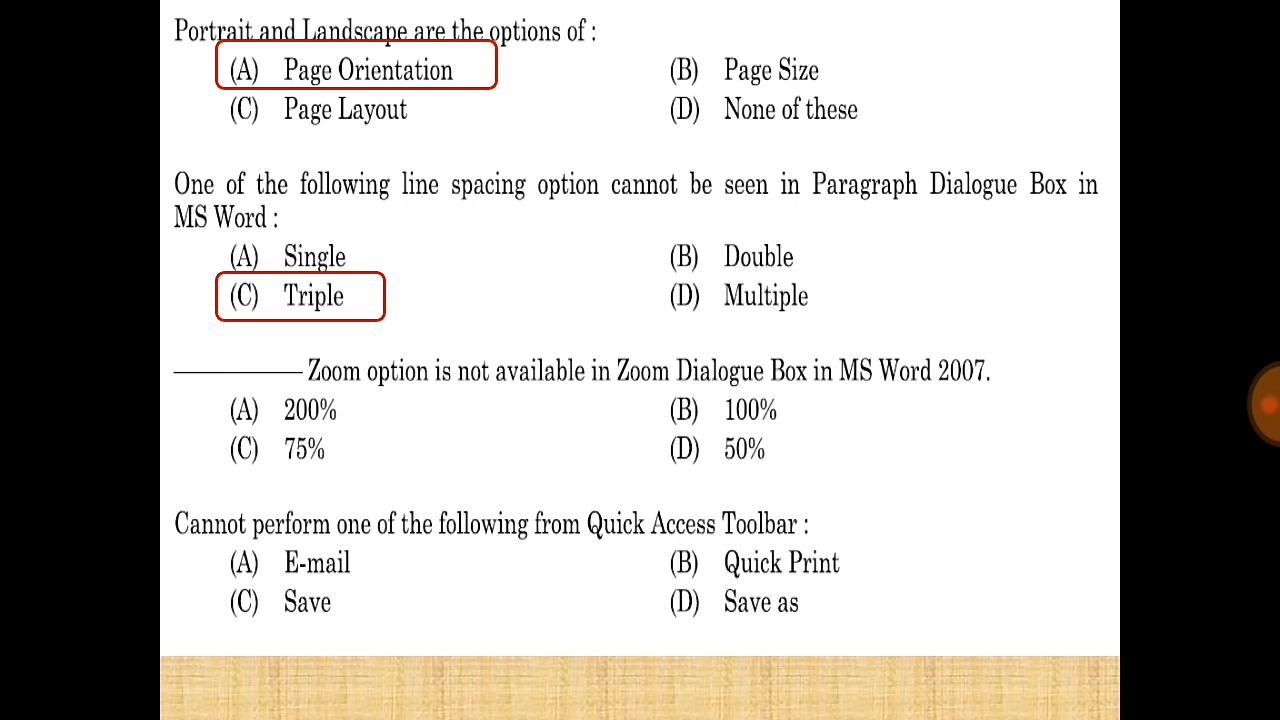 Portrait and Landscape are the options of :
(A) Page Orientation (B) Page Size
(C) Page Layout (D) None of these
One of the following line spacing option cannot be seen in Paragraph Dialogue Box in
MS Word :
(A) Single (B) Double
(C) Triple (D) Multiple
Zoom option is not available in Zoom Dialogue Box in MS Word 2007.
(A) 200% (B) 100%
(C) 75% (D) 50%
Cannot perform one of the following from Quick Access Toolbar :
(A) E-mail (B) Quick Print
(C) Save (D) Save as